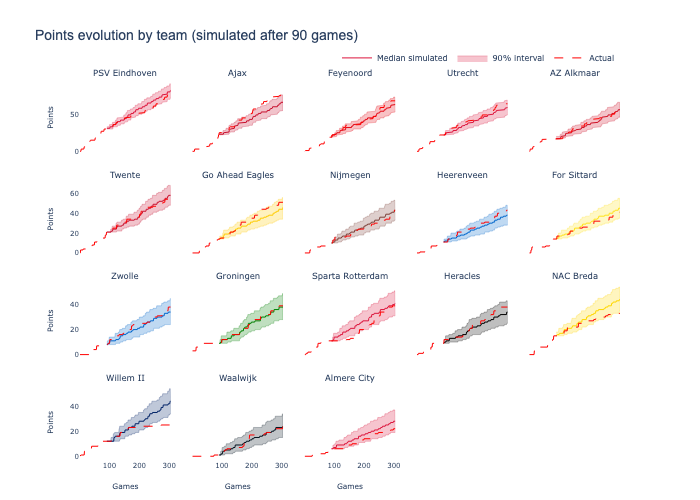 Points evolution by team (simulated after 90 games)
Median simulated 90% interval Actual
PSV Eindhoven Ajax Feyenoord Utrecht AZ Alkmaar
Points
50
0
Twente Go Ahead Eagles Nijmegen Heerenveen For Sittard
Points
60
40
20
0
Zwolle Groningen Sparta Rotterdam Heracles NAC Breda
Points
40
20
0
Willem II Waalwijk Almere City
Points
40
20
0
100 200 300 100 200 300 100 200 300
Games Games